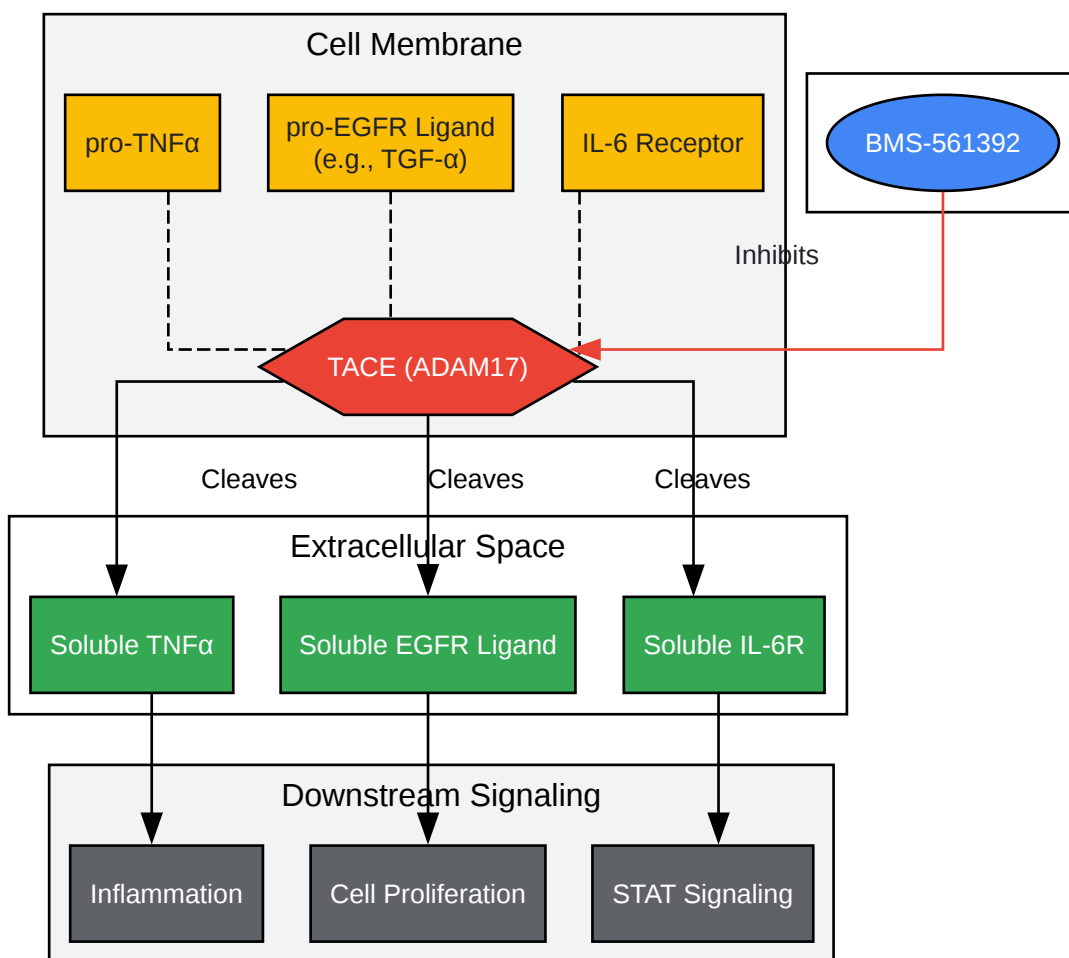 Cell Membrane
pro-TNFα
pro-EGFR Ligand
(e.g., TGF-α)
IL-6 Receptor
BMS-561392
Inhibits
TACE (ADAM17)
Cleaves
Cleaves
Cleaves
Extracellular Space
Soluble TNFα
Soluble EGFR Ligand
Soluble IL-6R
Downstream Signaling
Inflammation
Cell Proliferation
STAT Signaling